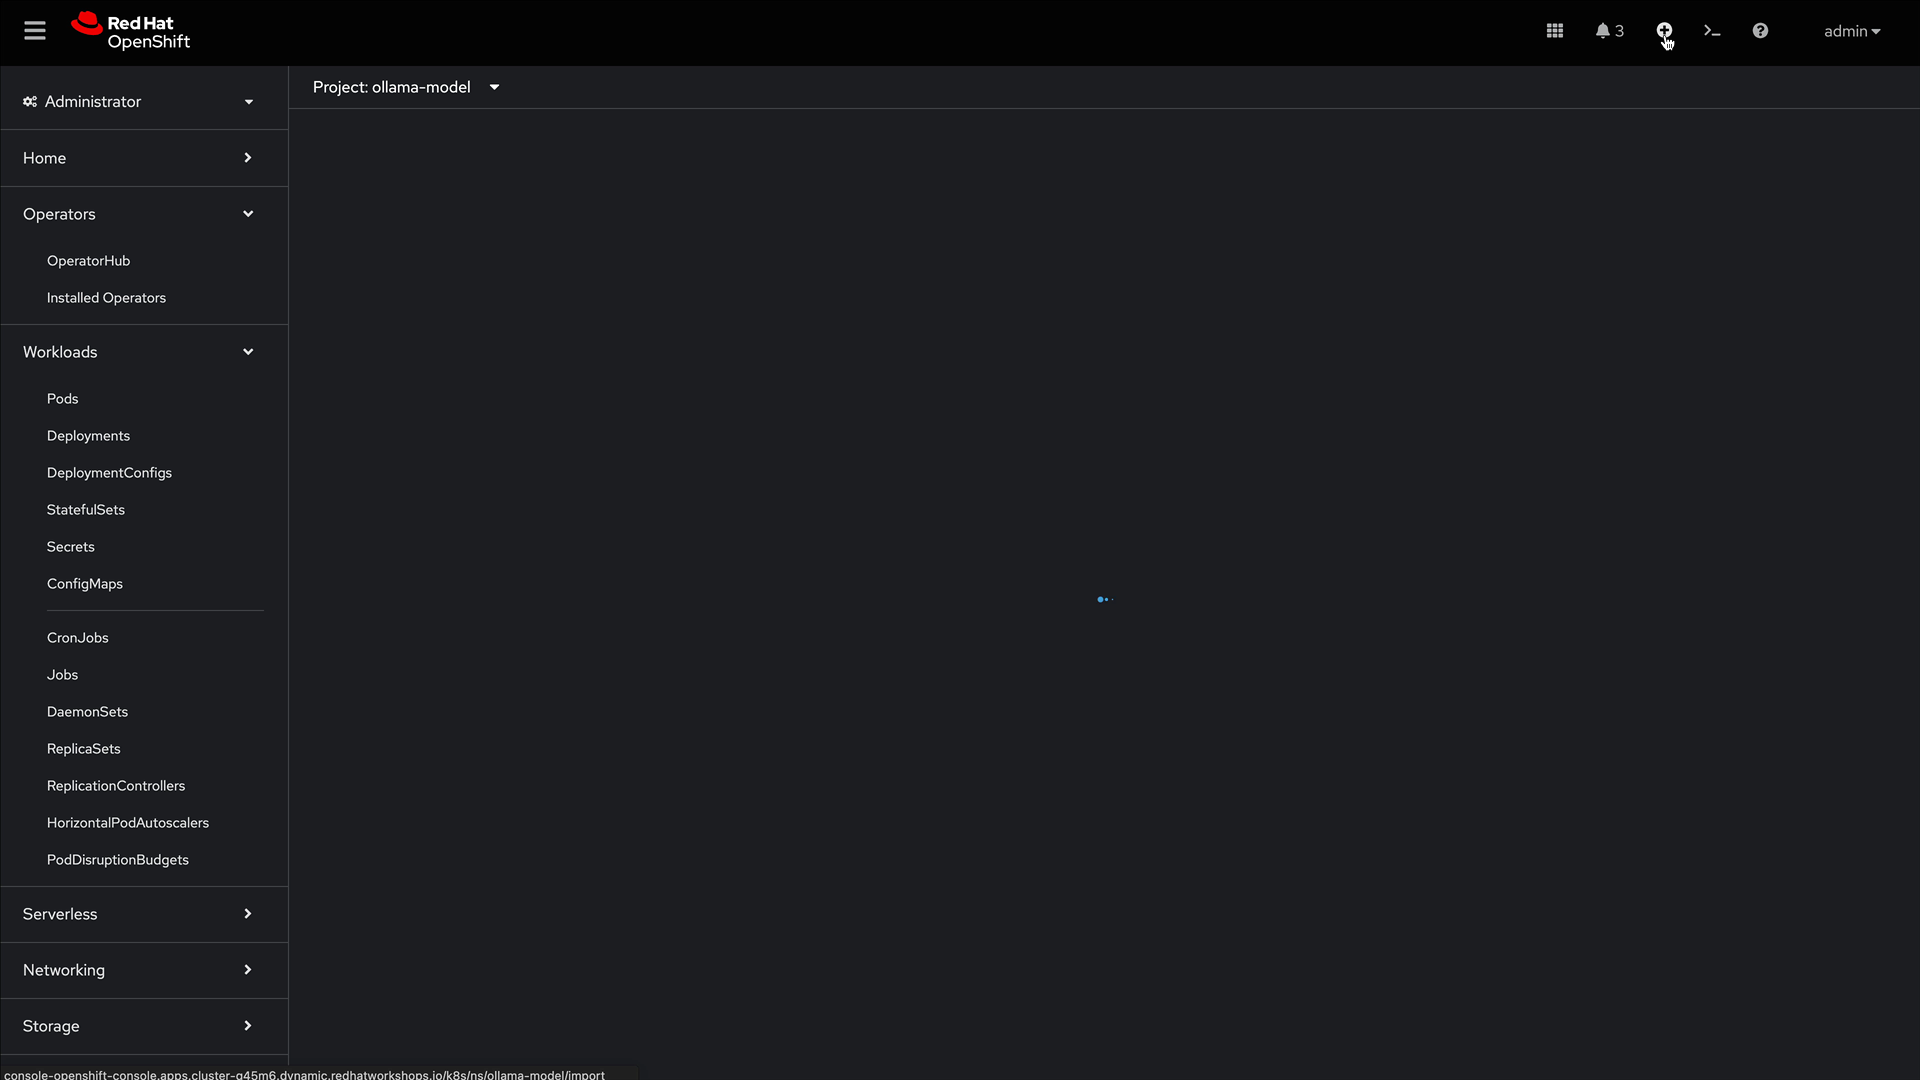 Red Hat
OpenShift
3
admin
Administrator
Project: ollama-model
Home
Operators
OperatorHub
Installed Operators
Workloads
Pods
Deployments
DeploymentConfigs
StatefulSets
Secrets
ConfigMaps
CronJobs
Jobs
DaemonSets
ReplicaSets
ReplicationControllers
HorizontalPodAutoscalers
PodDisruptionBudgets
Serverless
Networking
Storage
console-openshift-console.apps.cluster-g45m6.dynamic.redhatworkshops.io/k8s/ns/ollama-model/import